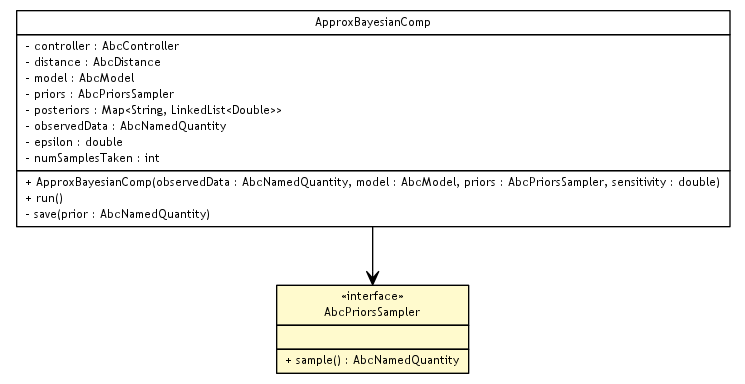 ApproxBayesianComp
- controller : AbcController
- distance : AbcDistance
- model : AbcModel
- priors : AbcPriorsSampler
- posteriors : Map<String, LinkedList<Double>>
- observedData : AbcNamedQuantity
- epsilon : double
- numSamplesTaken : int
+ ApproxBayesianComp(observedData : AbcNamedQuantity, model : AbcModel, priors : AbcPriorsSampler, sensitivity : double)
+ run()
- save(prior : AbcNamedQuantity)
«interface»
AbcPriorsSampler
+ sample() : AbcNamedQuantity